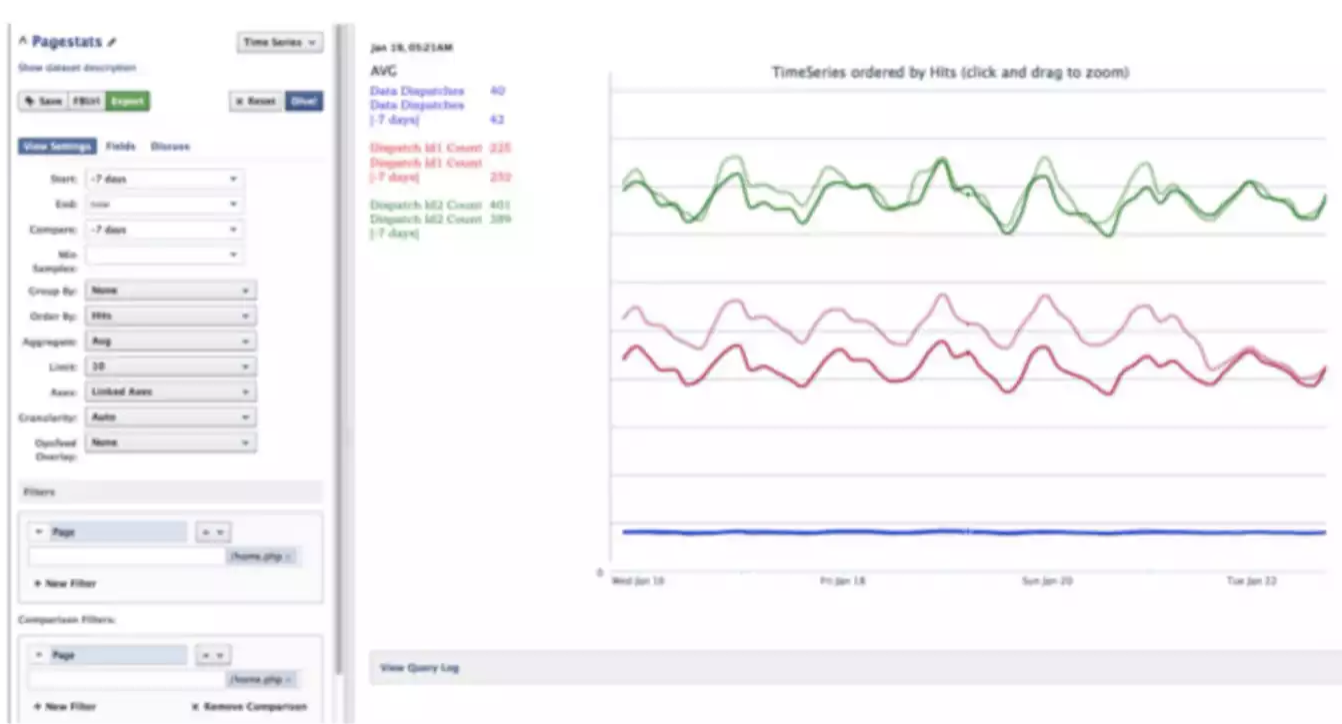 ^ Pagestats
Time Series
Show dataset description
Save
Export
× Reset
Dive!
View Settings
Fields
Discuss
Start: -7 days
End: now
Compare: -7 days
Min
Samples:
Group By: None
Order By: Hits
Aggregate: Avg
Limit: 10
Axes: Linked Axes
Granularity: Auto
None
Overlay:
Filters
Page
=
/home.php ×
+ New Filter
Comparison Filters:
Page
=
/home.php ×
+ New Filter
× Remove Comparison
Jan 19, 05:21AM
AVG
Data Dispatches 40
Data Dispatches
[-7 days] 42
Dispatch Id1 Count 225
Dispatch Id1 Count
[-7 days] 252
Dispatch Id2 Count 401
Dispatch Id2 Count 389
[-7 days]
TimeSeries ordered by Hits (click and drag to zoom)
0
Wed Jan 16
Fri Jan 18
Sun Jan 20
Tue Jan 22
View Query Log